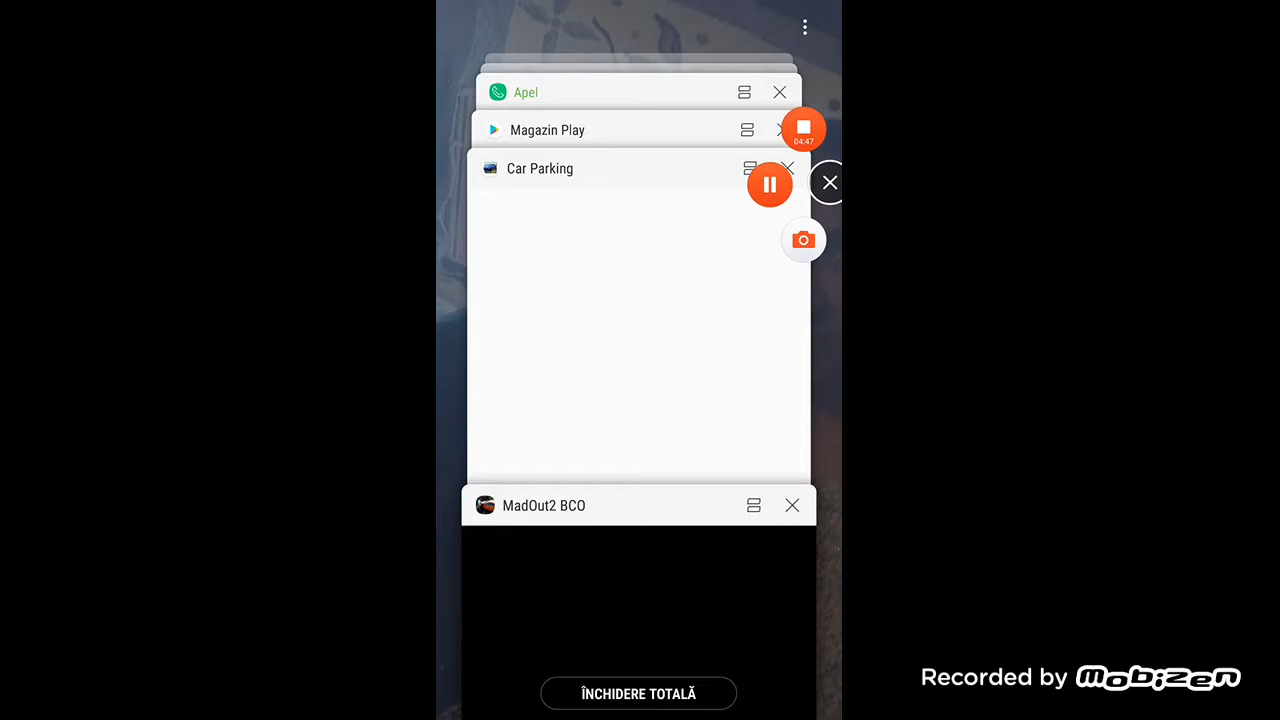 Apel
Magazin Play
04:47
Car Parking
MadOut2 BCO
ÎNCHIDERE TOTALĂ
Recorded by mobizen